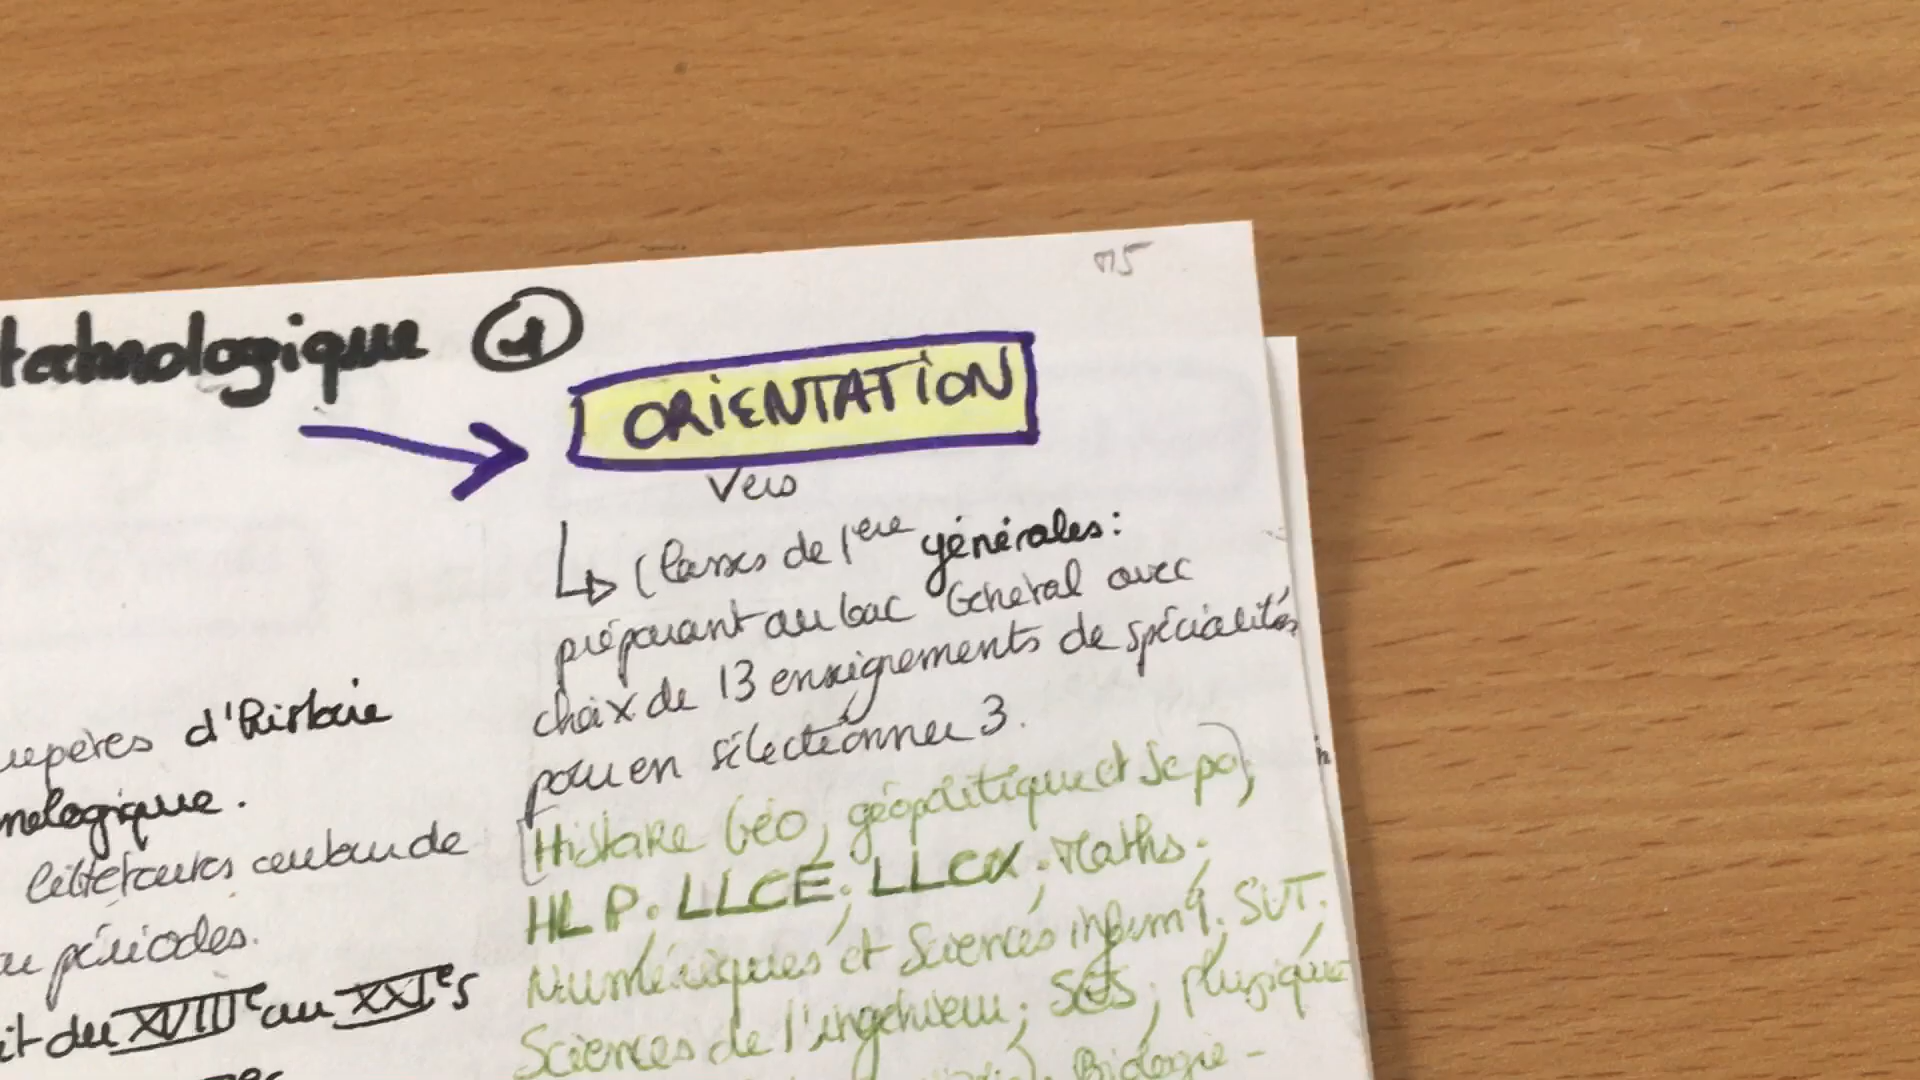 technologique 1
ORIENTATION
Vers
Classes de 1ère générales:
préparant au bac Général avec
choix de 13 enseignements de spécialités
pour en sélectionner 3.
Histoire Géo, géopolitique et Sc po;
HLP. LLCE; LLCA; Maths;
Numériques et Sciences inform q. SVT;
Sciences de l'ingénieur; SES; physique
Biologie-
repères d'histoire
nologique.
littéraires autour de
périodes.
it du XVIIIe au XXIe s